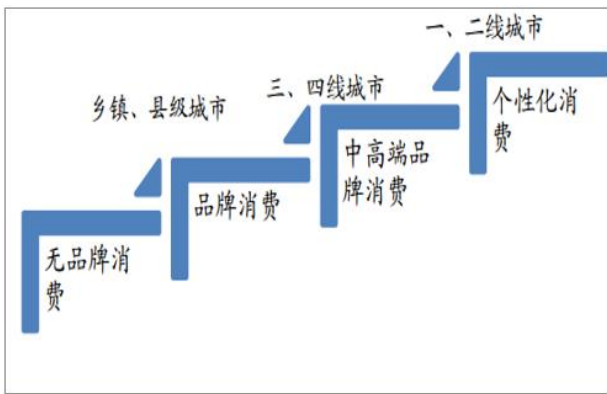 一、二线城市
三、四线城市
乡镇、县级城市
个性化消
费
中高端品
牌消费
品牌消费
无品牌消
费